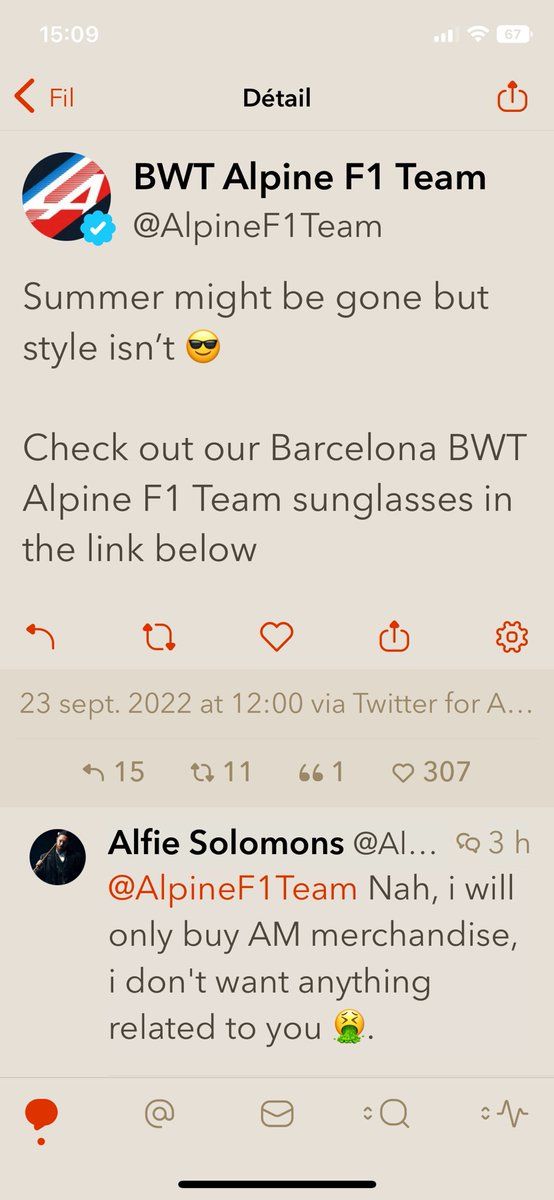 15:09
67
Fil
Détail
BWT Alpine F1 Team
@AlpineF1Team
Summer might be gone but
style isn’t 😎
Check out our Barcelona BWT
Alpine F1 Team sunglasses in
the link below
23 sept. 2022 at 12:00 via Twitter for A…
15 11 1 307
Alfie Solomons @Al… 3 h
@AlpineF1Team Nah, i will
only buy AM merchandise,
i don't want anything
related to you 🤮.